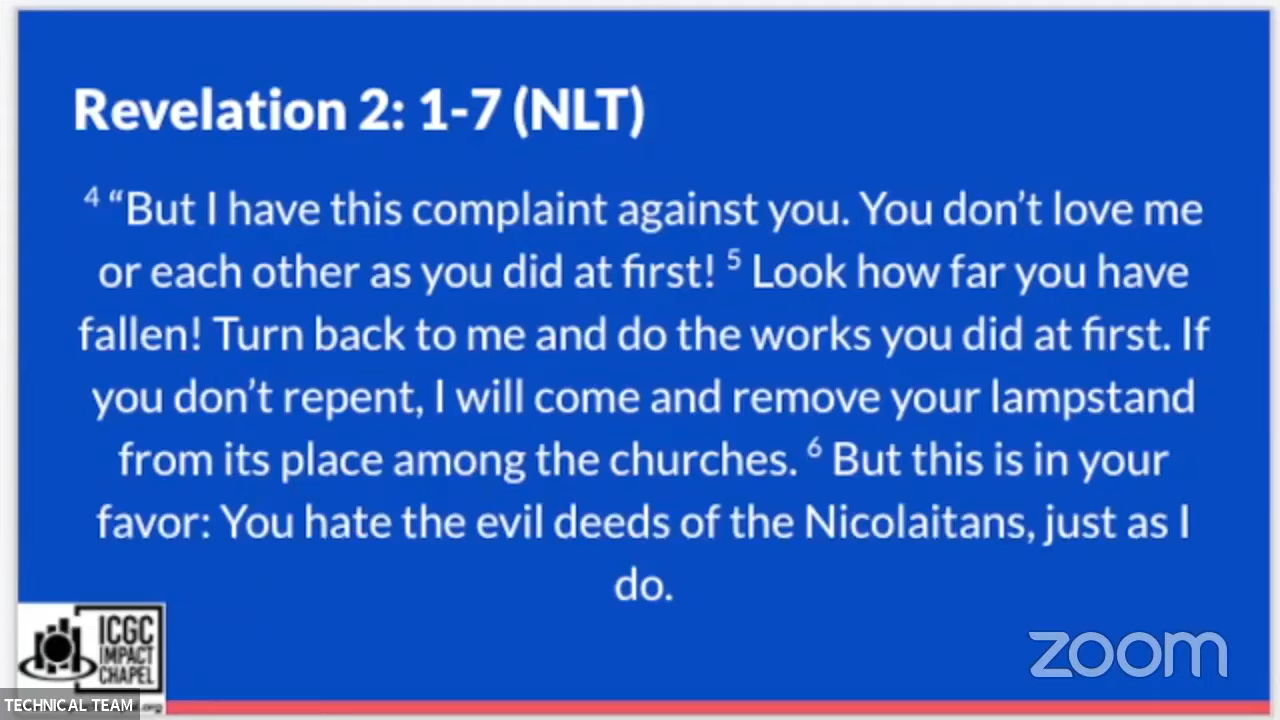 Revelation 2: 1-7 (NLT)
4 “But I have this complaint against you. You don’t love me
or each other as you did at first! 5 Look how far you have
fallen! Turn back to me and do the works you did at first. If
you don’t repent, I will come and remove your lampstand
from its place among the churches. 6 But this is in your
favor: You hate the evil deeds of the Nicolaitans, just as I
do.
ICGC
IMPACT
CHAPEL
zoom
TECHNICAL TEAM